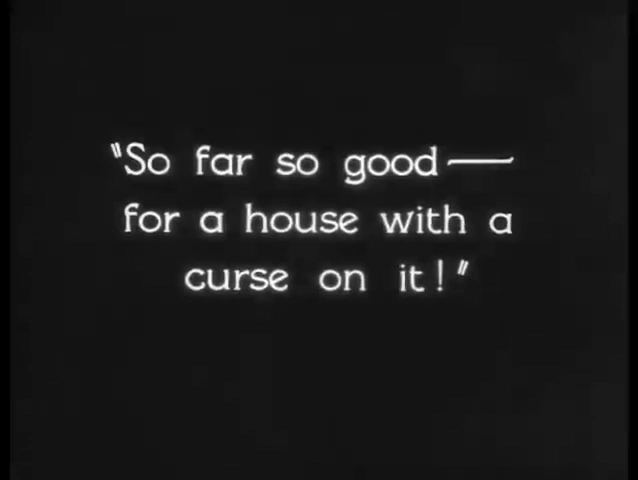 "So far so good—
for a house with a
curse on it!"